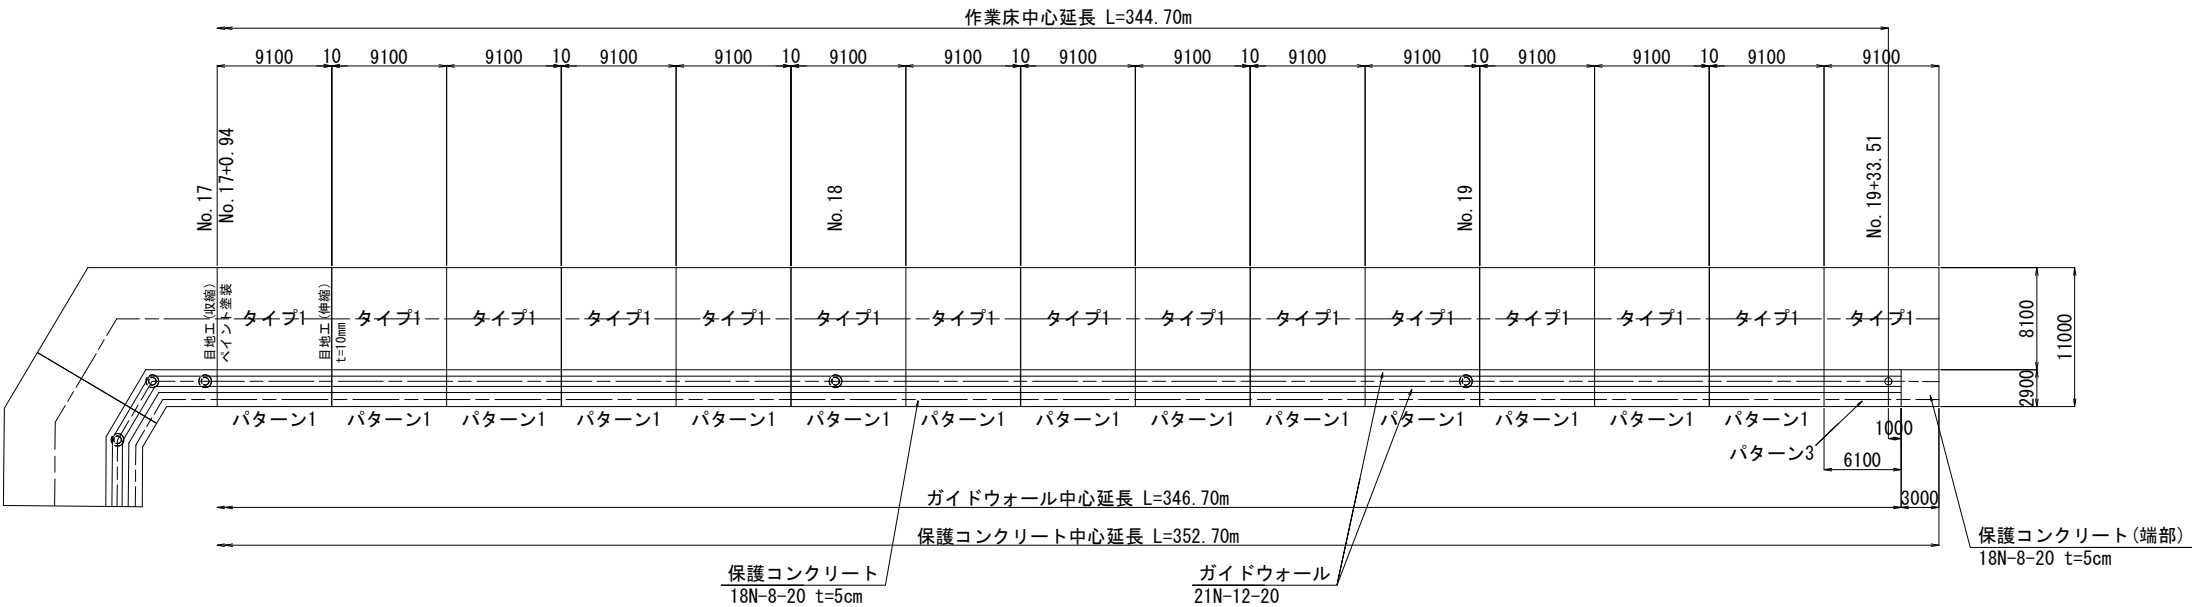 作業床中心延長 L=344.70m
9100 10 9100 9100 10 9100 9100 10 9100 9100 10 9100 9100 10 9100 9100 10 9100 9100 10 9100 9100
No.17
No.17+0.94
No.18
No.19
No.19+33.51
目地工(収縮)
ペイント塗装
目地工(伸縮)
t=10mm
タイプ1 タイプ1 タイプ1 タイプ1 タイプ1 タイプ1 タイプ1 タイプ1 タイプ1 タイプ1 タイプ1 タイプ1 タイプ1 タイプ1 タイプ1
8100
11000
2900
パターン1 パターン1 パターン1 パターン1 パターン1 パターン1 パターン1 パターン1 パターン1 パターン1 パターン1 パターン1 パターン1 パターン1
1000
パターン3
6100
ガイドウォール中心延長 L=346.70m
3000
保護コンクリート中心延長 L=352.70m
保護コンクリート(端部)
18N-8-20 t=5cm
保護コンクリート
18N-8-20 t=5cm
ガイドウォール
21N-12-20